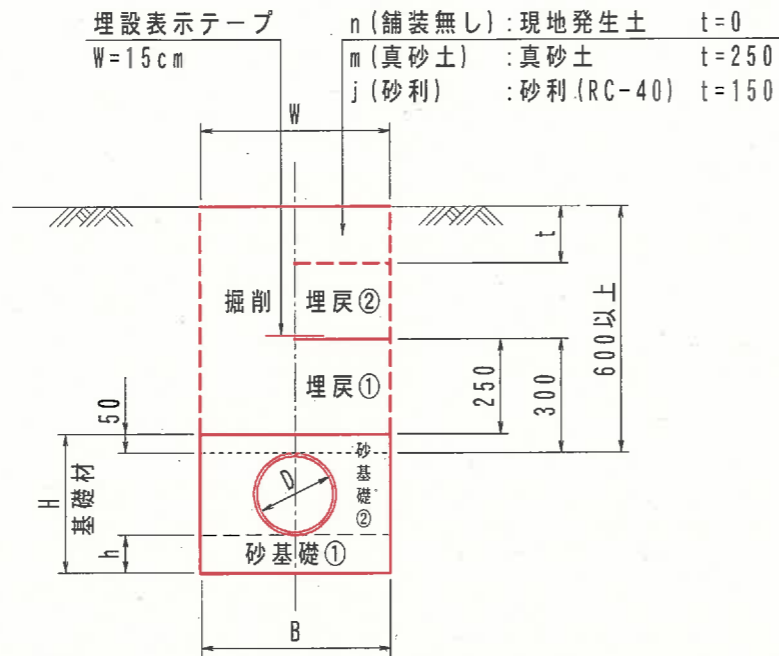 埋設表示テープ
W=15cm
n(舗装無し):現地発生土 t=0
m(真砂土) :真砂土 t=250
j(砂利) :砂利(RC-40) t=150
W
t
掘削
埋戻②
600以上
埋戻①
250
300
50
砂基礎②
D
H
基礎材
h
砂基礎①
B